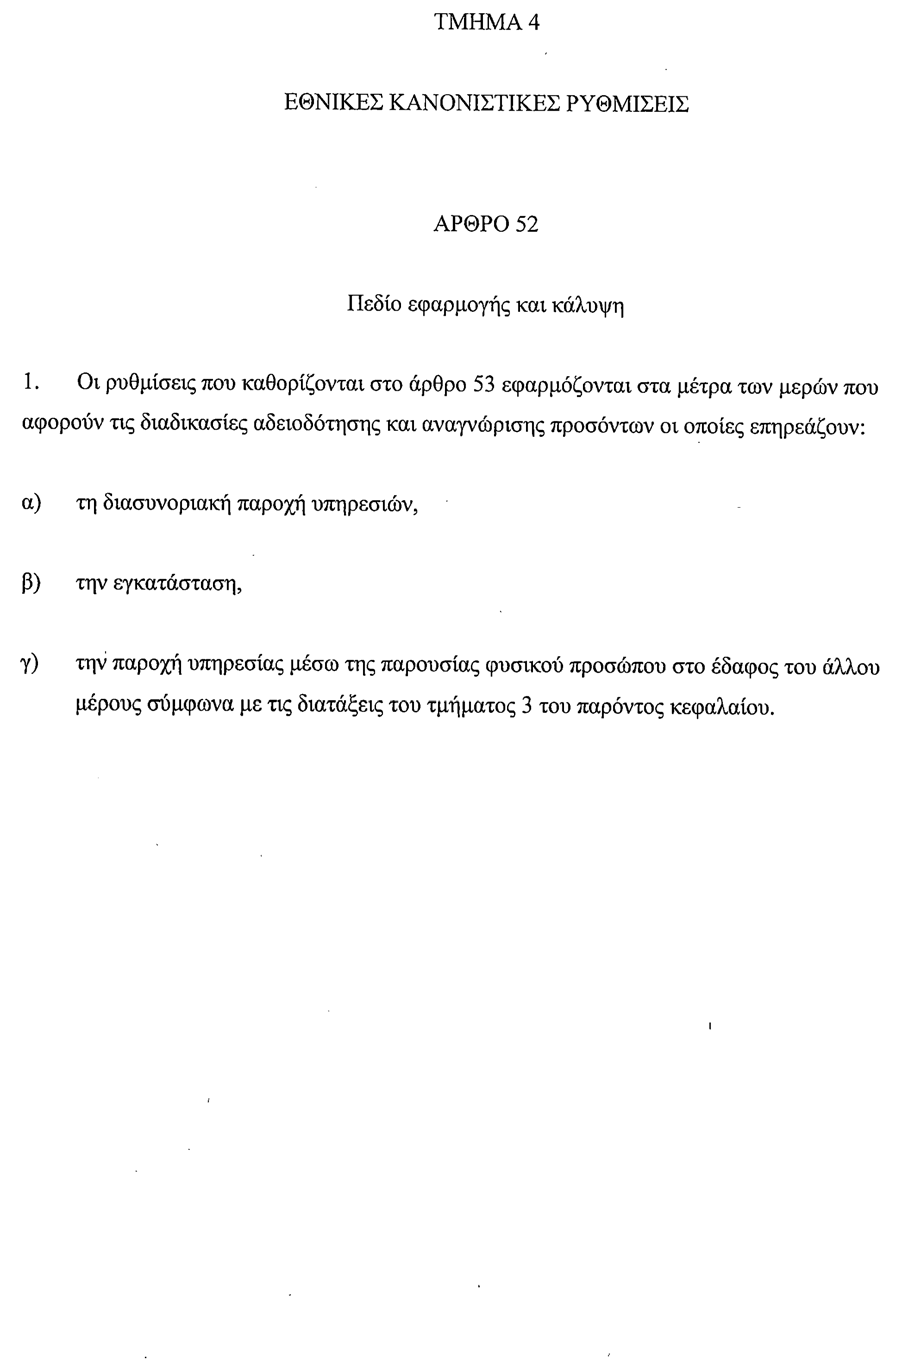 ΤΜΗΜΑ 4
ΕΘΝΙΚΕΣ ΚΑΝΟΝΙΣΤΙΚΕΣ ΡΥΘΜΙΣΕΙΣ
ΑΡΘΡΟ 52
Πεδίο εφαρμογής και κάλυψη
1. Οι ρυθμίσεις που καθορίζονται στο άρθρο 53 εφαρμόζονται στα μέτρα των μερών που
αφορούν τις διαδικασίες αδειοδότησης και αναγνώρισης προσόντων οι οποίες επηρεάζουν:
α) τη διασυνοριακή παροχή υπηρεσιών,
β) την εγκατάσταση,
γ) την παροχή υπηρεσίας μέσω της παρουσίας φυσικού προσώπου στο έδαφος του άλλου
μέρους σύμφωνα με τις διατάξεις του τμήματος 3 του παρόντος κεφαλαίου.